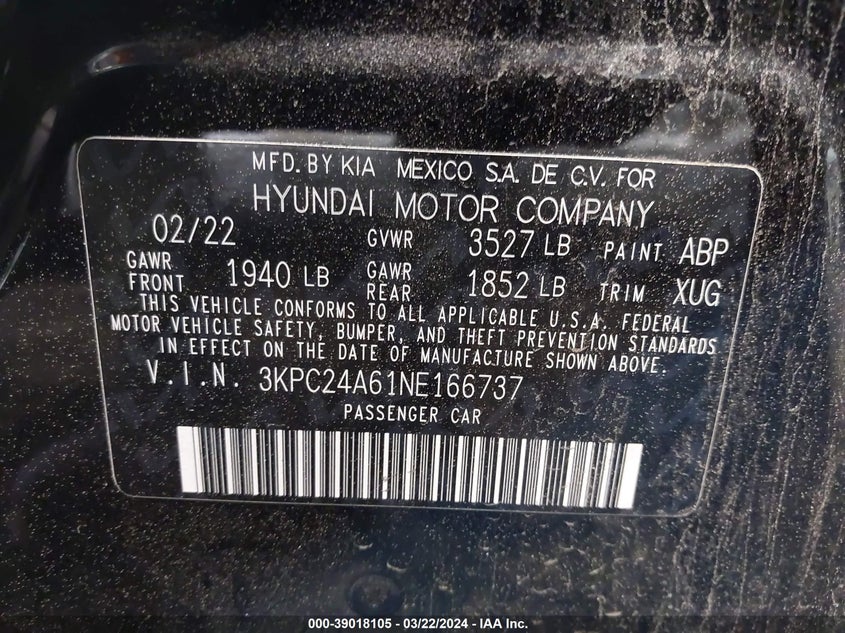 MFD. BY KIA MEXICO S.A. DE C.V. FOR
HYUNDAI MOTOR COMPANY
02/22 GVWR 3527 LB PAINT ABP
GAWR FRONT 1940 LB GAWR REAR 1852 LB TRIM XUG
THIS VEHICLE CONFORMS TO ALL APPLICABLE U.S.A. FEDERAL
MOTOR VEHICLE SAFETY, BUMPER, AND THEFT PREVENTION STANDARDS
IN EFFECT ON THE DATE OF MANUFACTURE SHOWN ABOVE.
V.I.N. 3KPC24A61NE166737
PASSENGER CAR
000-39018105 - 03/22/2024 - IAA Inc.